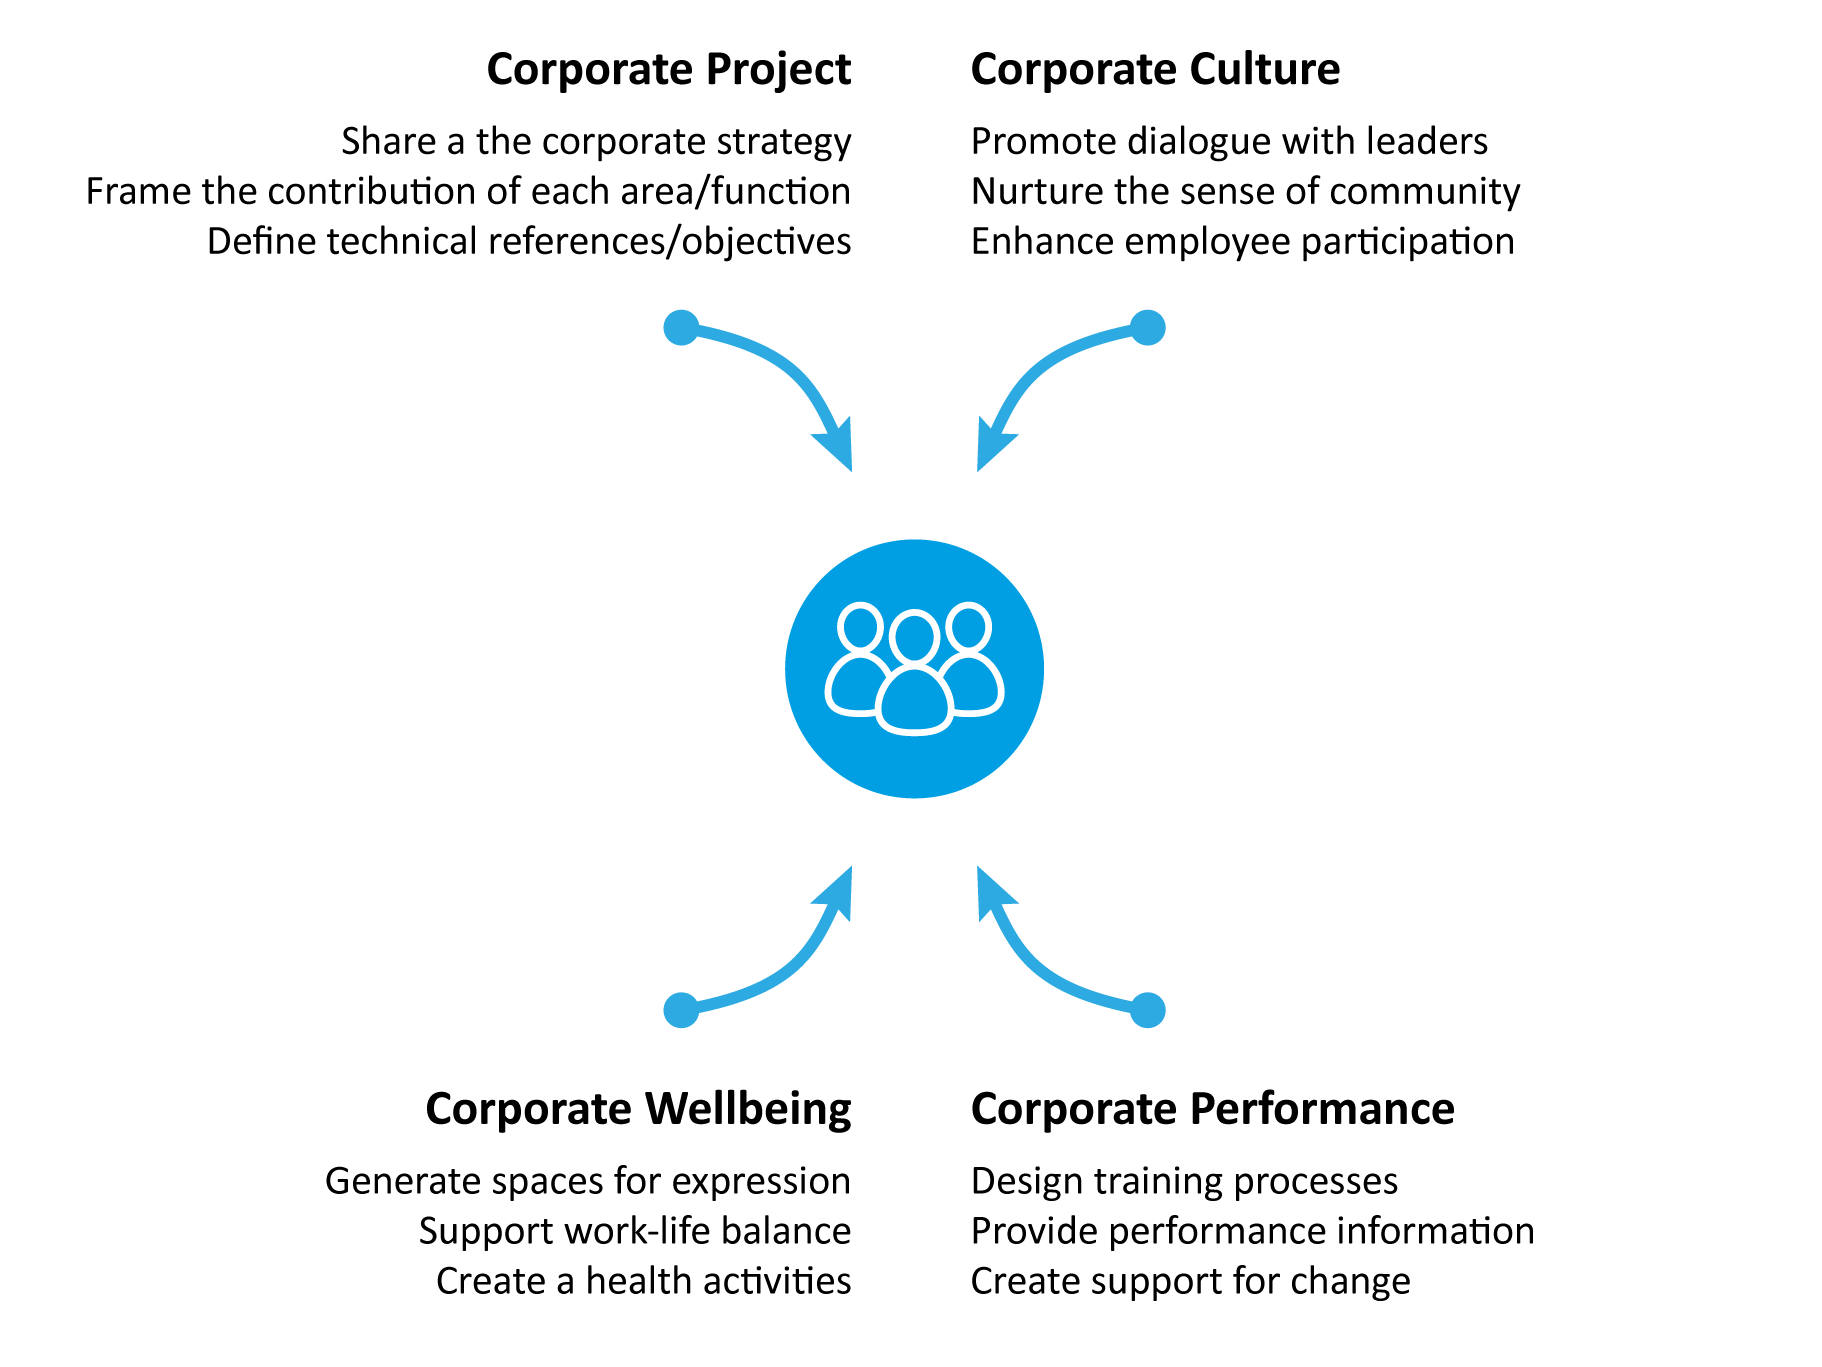 Corporate Project
Share a the corporate strategy
Frame the contribution of each area/function
Define technical references/objectives
Corporate Culture
Promote dialogue with leaders
Nurture the sense of community
Enhance employee participation
Corporate Wellbeing
Generate spaces for expression
Support work-life balance
Create a health activities
Corporate Performance
Design training processes
Provide performance information
Create support for change